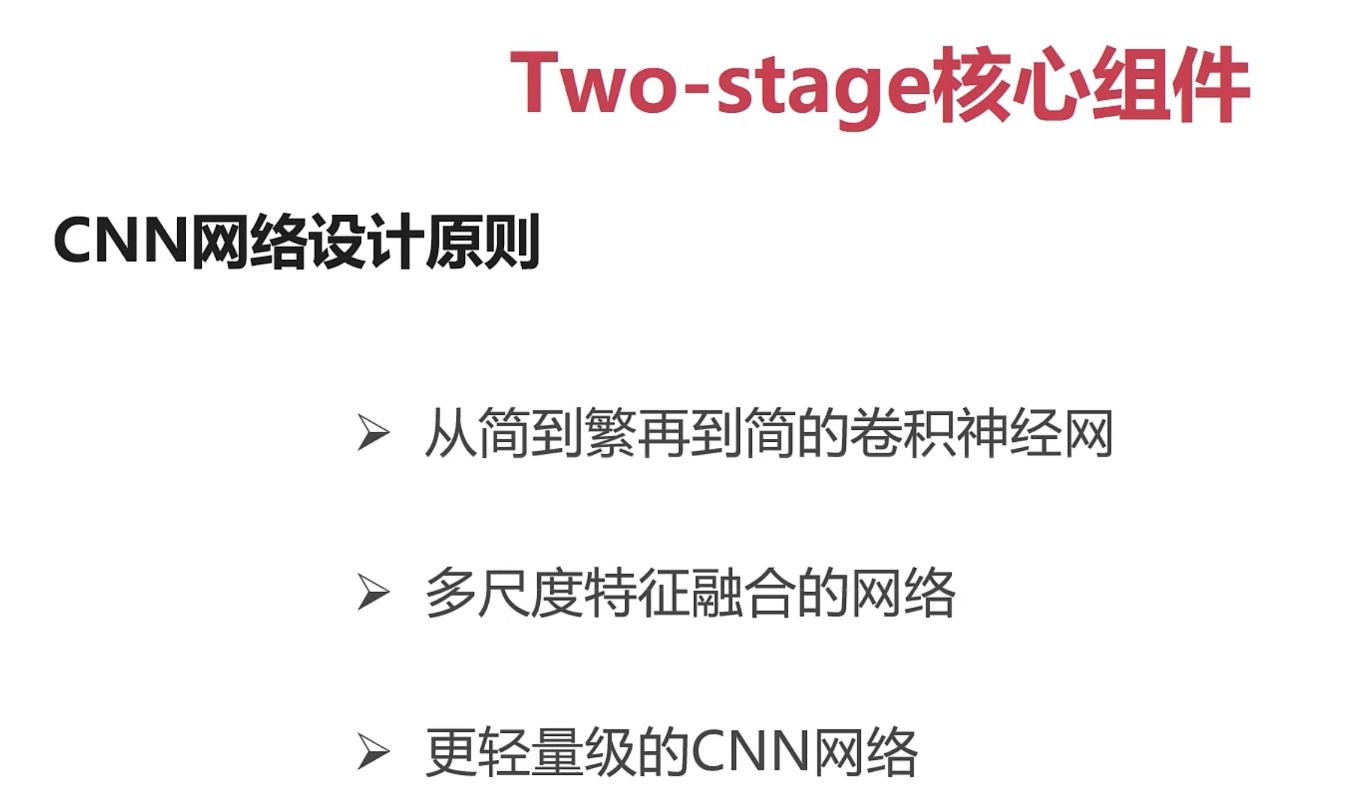 Two-stage核心组件
CNN网络设计原则
➢ 从简到繁再到简的卷积神经网
➢ 多尺度特征融合的网络
➢ 更轻量级的CNN网络